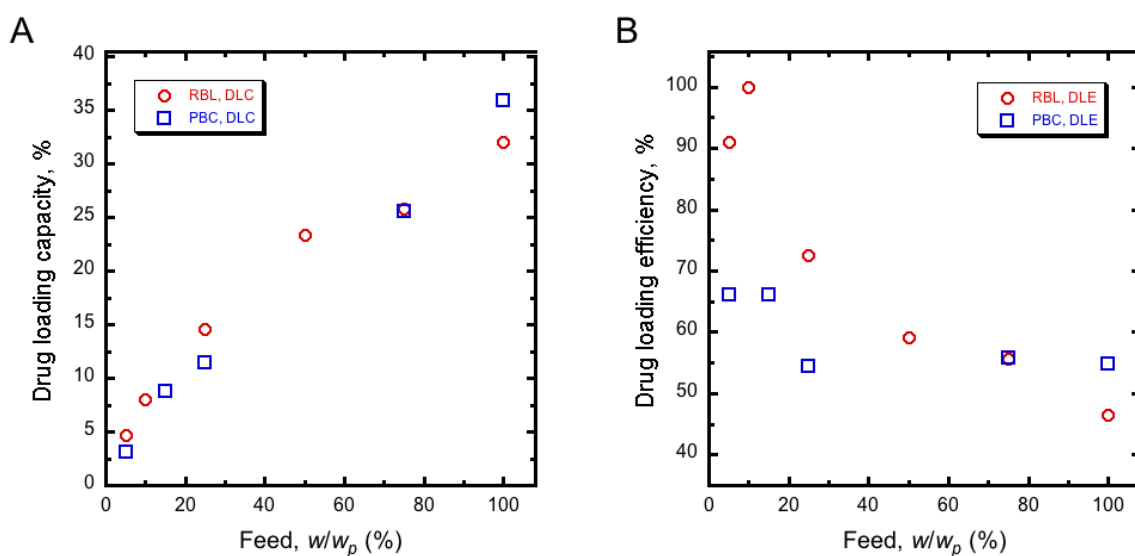 A
Drug loading capacity, %
40
35
30
25
20
15
10
5
0
RBL, DLC
PBC, DLC
0 20 40 60 80 100
Feed, w/wp (%)
B
Drug loading efficiency, %
100
90
80
70
60
50
40
RBL, DLE
PBC, DLE
0 20 40 60 80 100
Feed, w/wp (%)